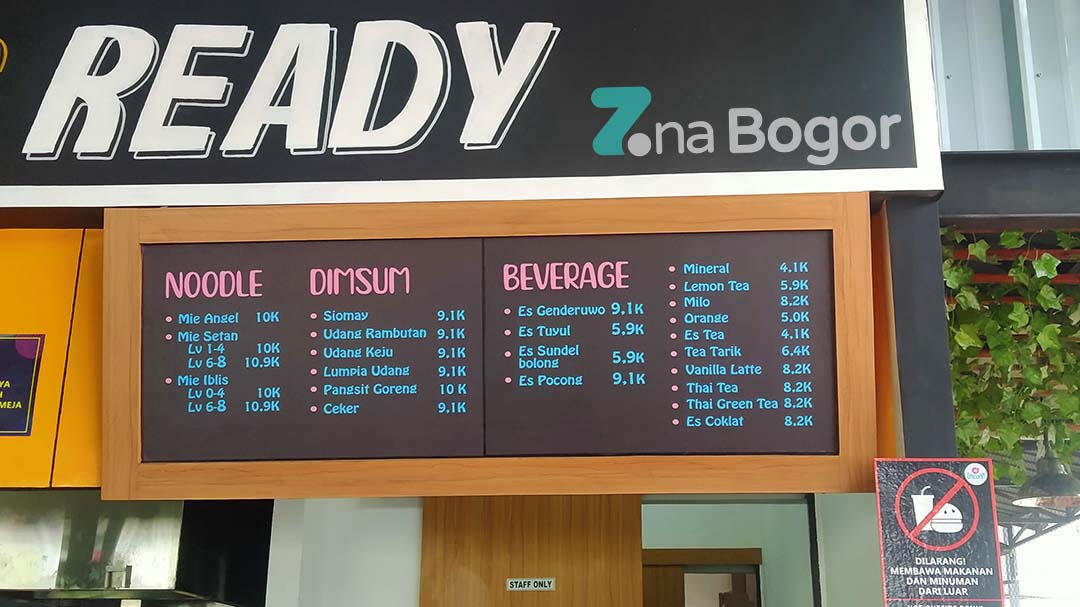 READY
Zona Bogor
NOODLE
Mie Angel 10K
Mie Setan
Lv 1-4 10K
Lv 6-8 10.9K
Mie Iblis
Lv 0-4 10K
Lv 6-8 10.9K
DIMSUM
Siomay 9.1K
Udang Rambutan 9.1K
Udang Keju 9.1K
Lumpia Udang 9.1K
Pangsit Goreng 10 K
Ceker 9.1K
BEVERAGE
Es Genderuwo 9.1K
Es Tuyul 5.9K
Es Sundel
bolong 5.9K
Es Pocong 9.1K
Mineral 4.1K
Lemon Tea 5.9K
Milo 8.2K
Orange 5.0K
Es Tea 4.1K
Tea Tarik 6.4K
Vanilla Latte 8.2K
Thai Tea 8.2K
Thai Green Tea 8.2K
Es Coklat 8.2K
MEJA
STAFF ONLY
DILARANG!
MEMBAWA MAKANAN
DAN MINUMAN
DARI LUAR